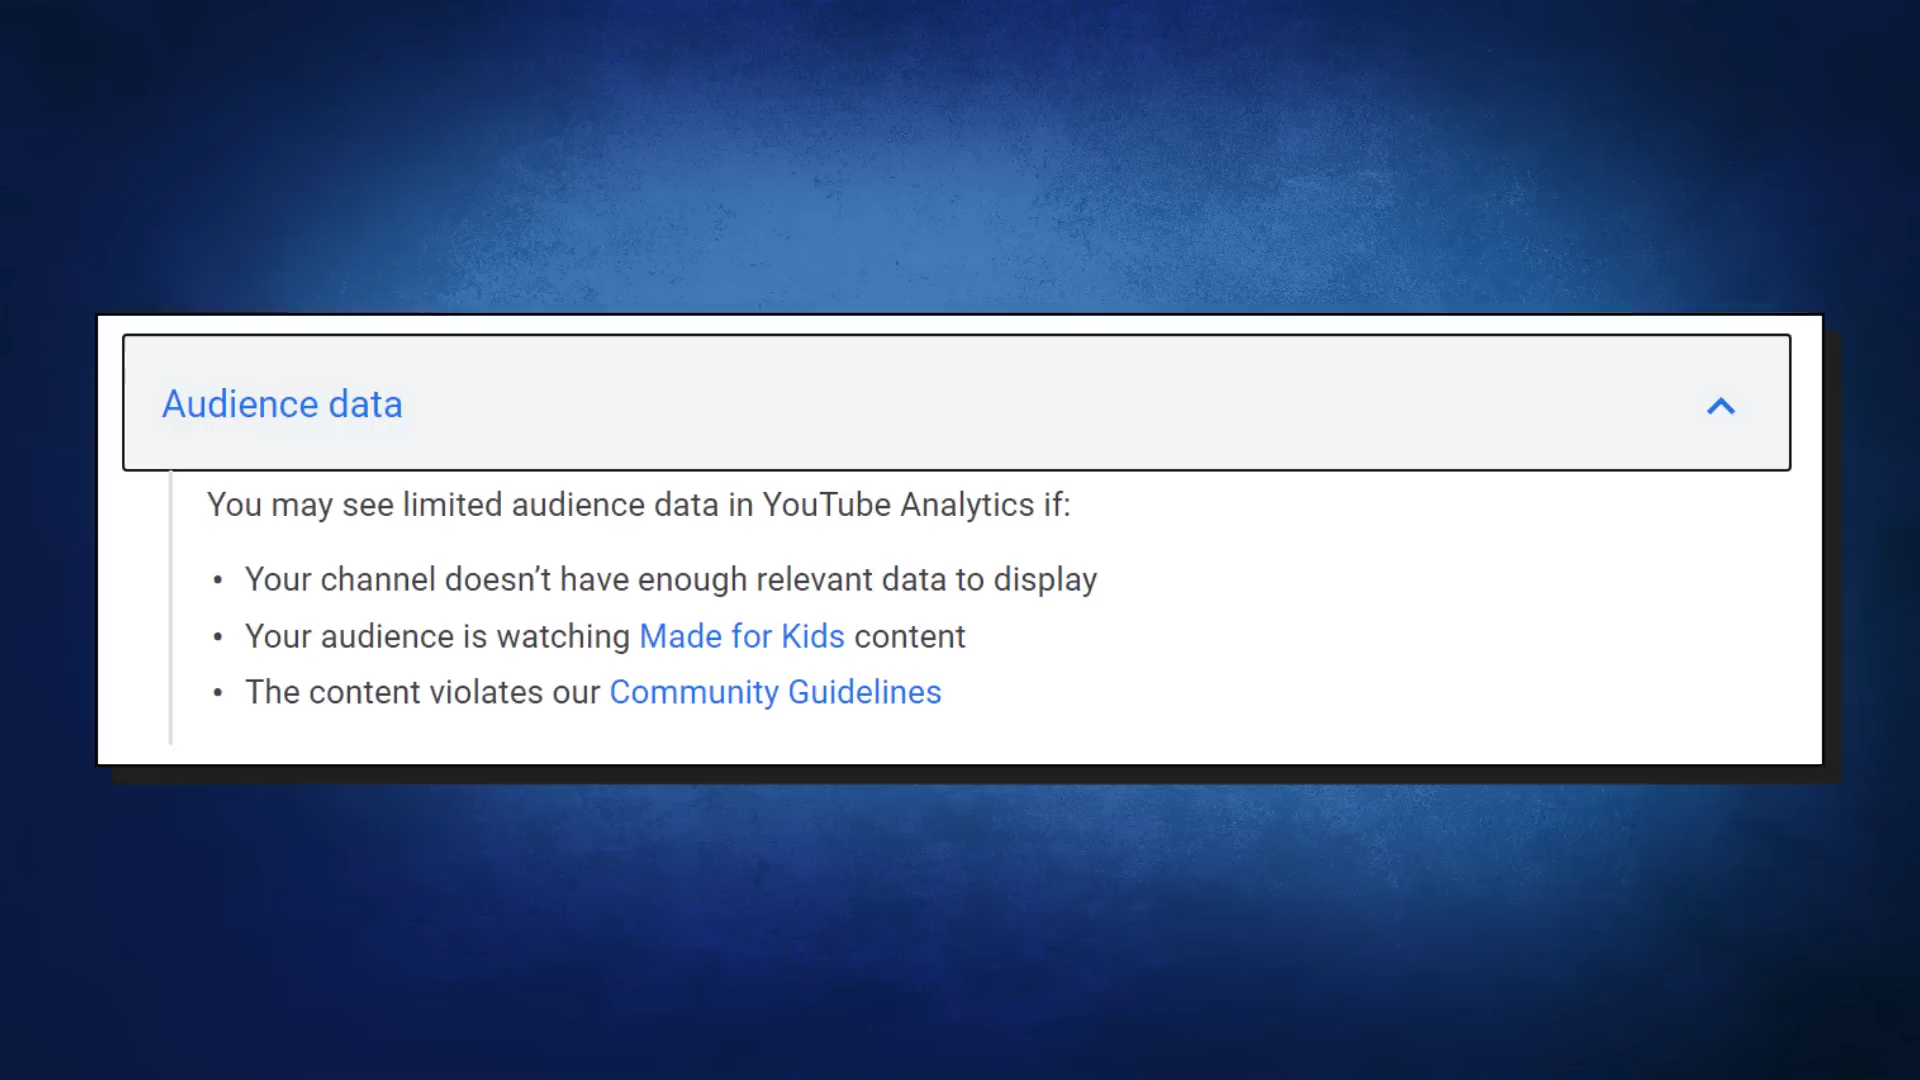 Audience data
You may see limited audience data in YouTube Analytics if:
• Your channel doesn’t have enough relevant data to display
• Your audience is watching Made for Kids content
• The content violates our Community Guidelines